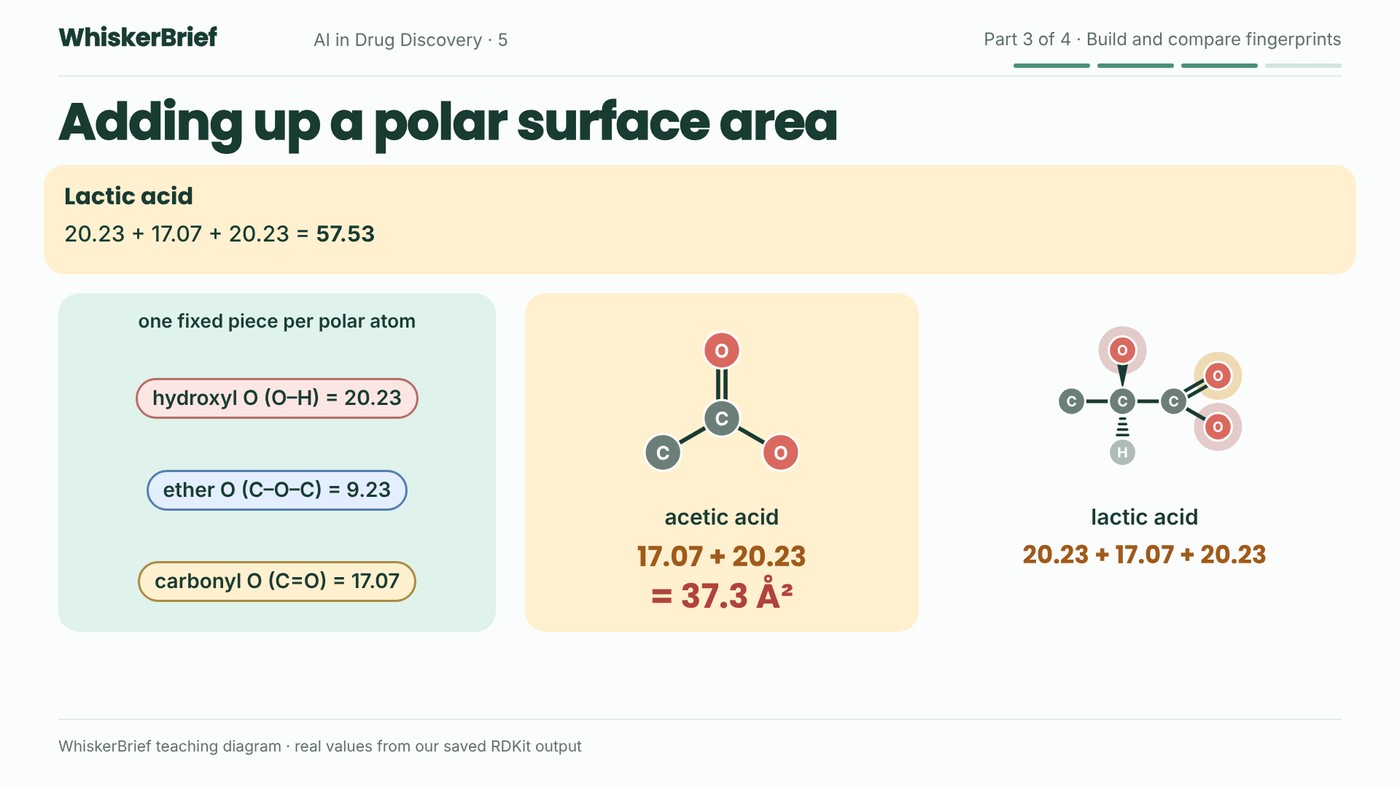 WhiskerBrief
AI in Drug Discovery · 5
Part 3 of 4 · Build and compare fingerprints
Adding up a polar surface area
Lactic acid
20.23 + 17.07 + 20.23 = 57.53
one fixed piece per polar atom
hydroxyl O (O–H) = 20.23
ether O (C–O–C) = 9.23
carbonyl O (C=O) = 17.07
O
C
C
O
acetic acid
17.07 + 20.23
= 37.3 Å²
O
O
C
C
C
O
H
lactic acid
20.23 + 17.07 + 20.23
WhiskerBrief teaching diagram · real values from our saved RDKit output